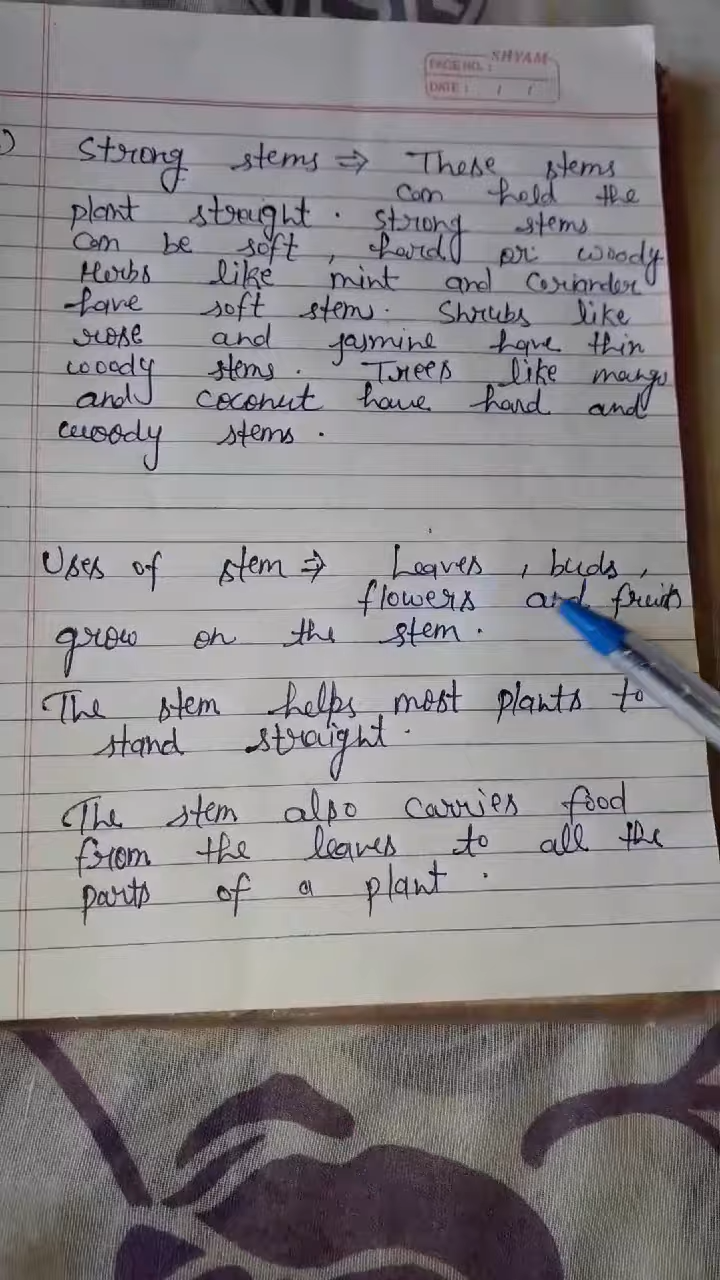 SHYAM
PAGE NO. :
DATE : / /
) Strong stems ⇒ These stems
can hold the
plant straight. Strong stems
can be soft, hard or woody
Herbs like mint and coriander
have soft stem. Shrubs like
rose and jasmine have thin
woody stems. Trees like mango
and coconut have hard and
woody stems.
Uses of stem ⇒ Leaves, buds,
flowers and fruits
grow on the stem.
The stem helps most plants to
stand straight.
The stem also carries food
from the leaves to all the
parts of a plant.